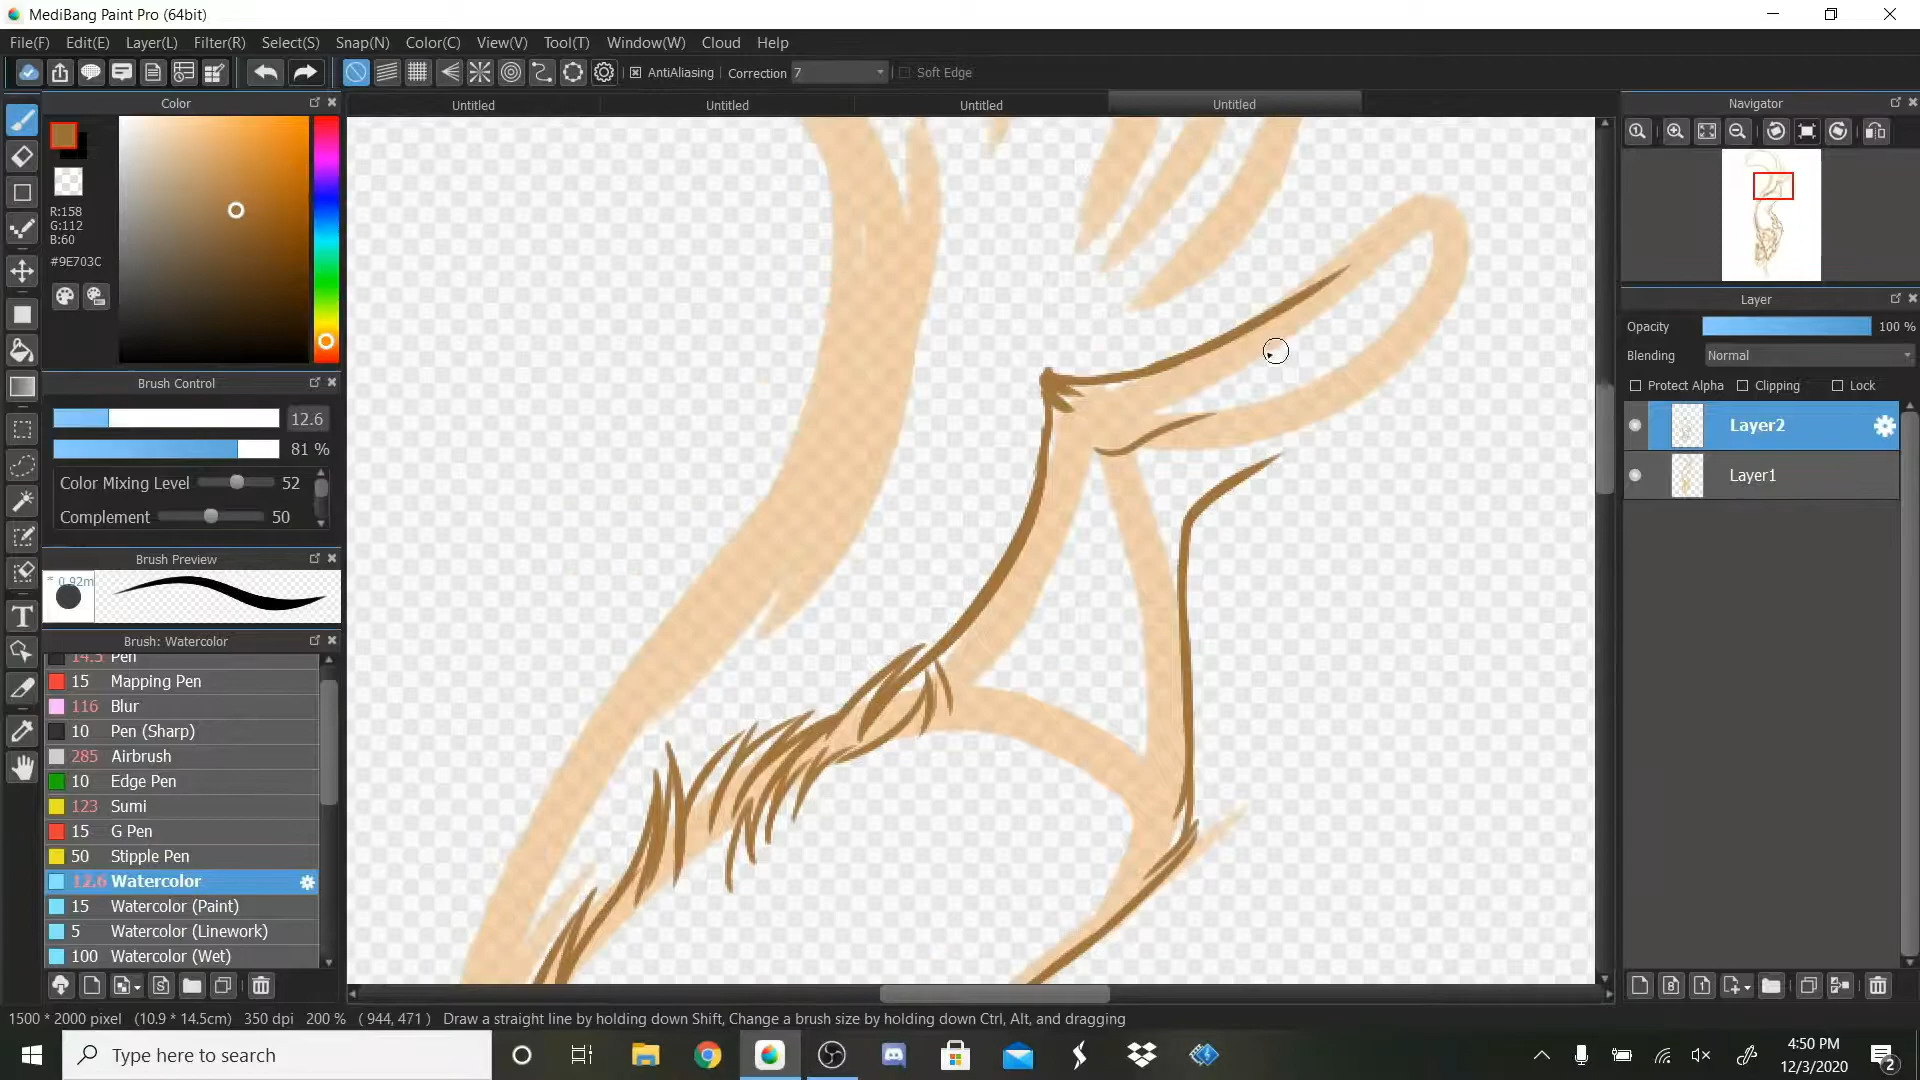 MediBang Paint Pro (64bit)
File(F) Edit(E) Layer(L) Filter(R) Select(S) Snap(N) Color(C) View(V) Tool(T) Window(W) Cloud Help
AntiAliasing Correction 7 Soft Edge
Color
Untitled Untitled Untitled Untitled
Navigator
R:158
G:112
B:60
#9E703C
Layer
Opacity 100 %
Blending Normal
Protect Alpha Clipping Lock
Layer2
Layer1
Brush Control
12.6
81 %
Color Mixing Level 52
Complement 50
Brush Preview
* 0.92m
Brush: Watercolor
14.5 Pen
15 Mapping Pen
116 Blur
10 Pen (Sharp)
285 Airbrush
10 Edge Pen
123 Sumi
15 G Pen
50 Stipple Pen
12.6 Watercolor
15 Watercolor (Paint)
5 Watercolor (Linework)
100 Watercolor (Wet)
1500 * 2000 pixel (10.9 * 14.5cm) 350 dpi 200 % ( 944, 471 ) Draw a straight line by holding down Shift, Change a brush size by holding down Ctrl, Alt, and dragging
Type here to search
4:50 PM
12/3/2020
2